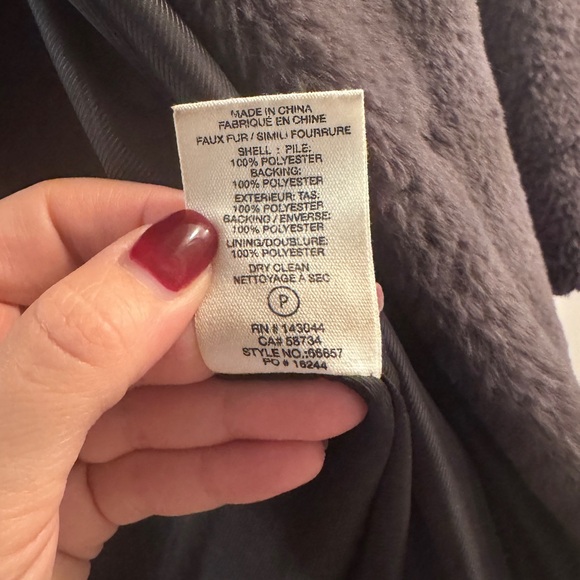 MADE IN CHINA
FABRIQUÉ EN CHINE
FAUX FUR / SIMILI FOURRURE
SHELL : PILE:
100% POLYESTER
BACKING:
100% POLYESTER
EXTERIEUR: TAS:
100% POLYESTER
BACKING / ENVERSE:
100% POLYESTER
LINING/DOUBLURE:
100% POLYESTER
DRY CLEAN
NETTOYAGE À SEC
P
RN # 143044
CA# 58734
STYLE NO.:66857
PO # 16244